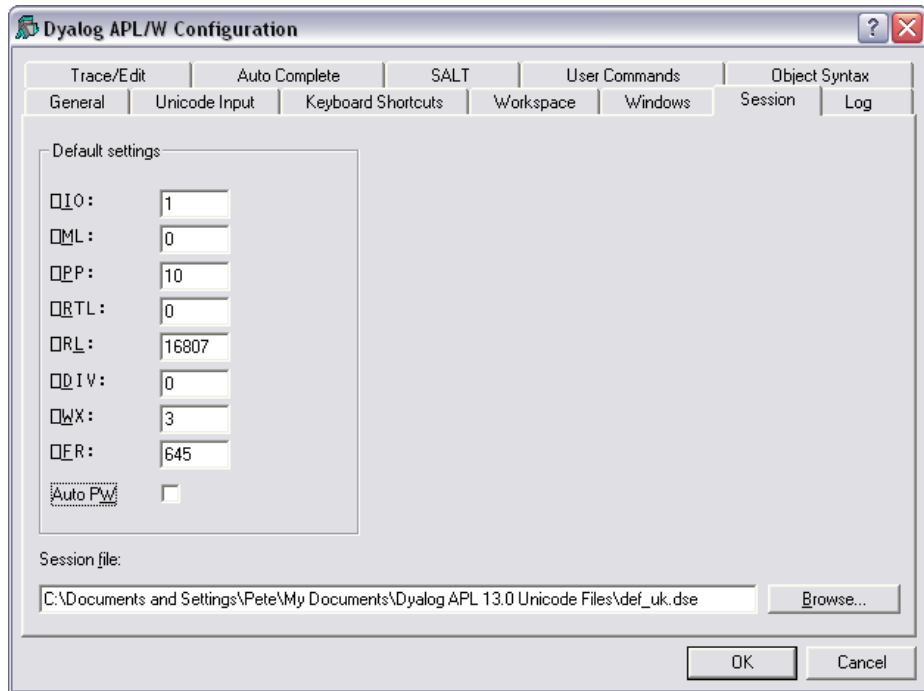 Dyalog APL/W Configuration
Trace/Edit Auto Complete SALT User Commands Object Syntax
General Unicode Input Keyboard Shortcuts Workspace Windows Session Log
Default settings
⎕IO: 1
⎕ML: 0
⎕PP: 10
⎕RTL: 0
⎕RL: 16807
⎕DIV: 0
⎕WX: 3
⎕FR: 645
Auto PW
Session file:
C:\Documents and Settings\Pete\My Documents\Dyalog APL 13.0 Unicode Files\def_uk.dse Browse...
OK Cancel